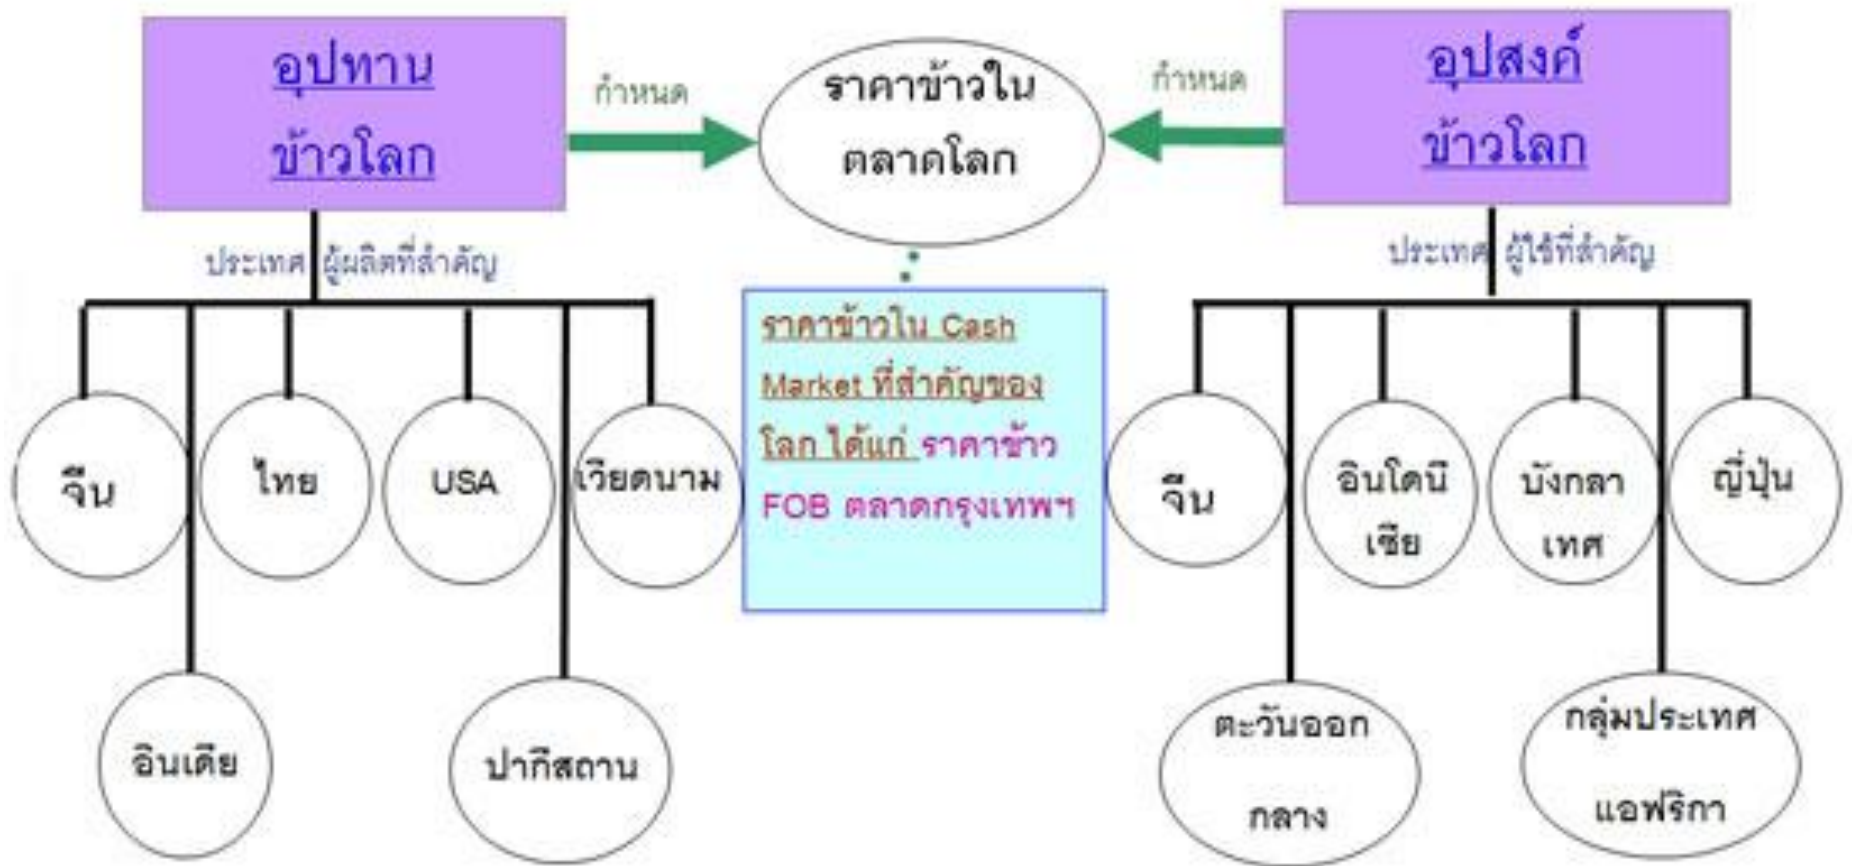 อุปทาน
ข้าวโลก
กำหนด
ราคาข้าวใน
ตลาดโลก
กำหนด
อุปสงค์
ข้าวโลก
ประเทศ ผู้ผลิตที่สำคัญ
ประเทศ ผู้ใช้ที่สำคัญ
จีน
ไทย
USA
เวียดนาม
อินเดีย
ปากีสถาน
ราคาข้าวใน Cash
Market ที่สำคัญของ
โลก ได้แก่ ราคาข้าว
FOB ตลาดกรุงเทพฯ
จีน
อินโดนี
เซีย
บังกลา
เทศ
ญี่ปุ่น
ตะวันออก
กลาง
กลุ่มประเทศ
แอฟริกา